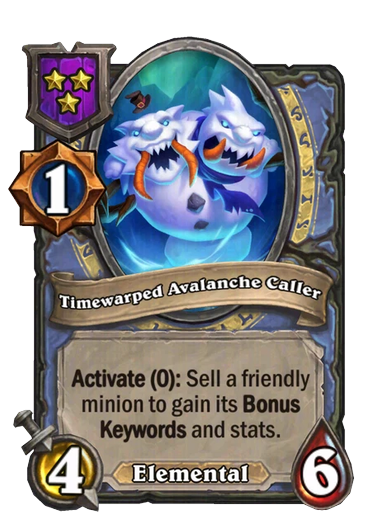 1
Timewarped Avalanche Caller
Activate (0): Sell a friendly
minion to gain its Bonus
Keywords and stats.
4
Elemental
6